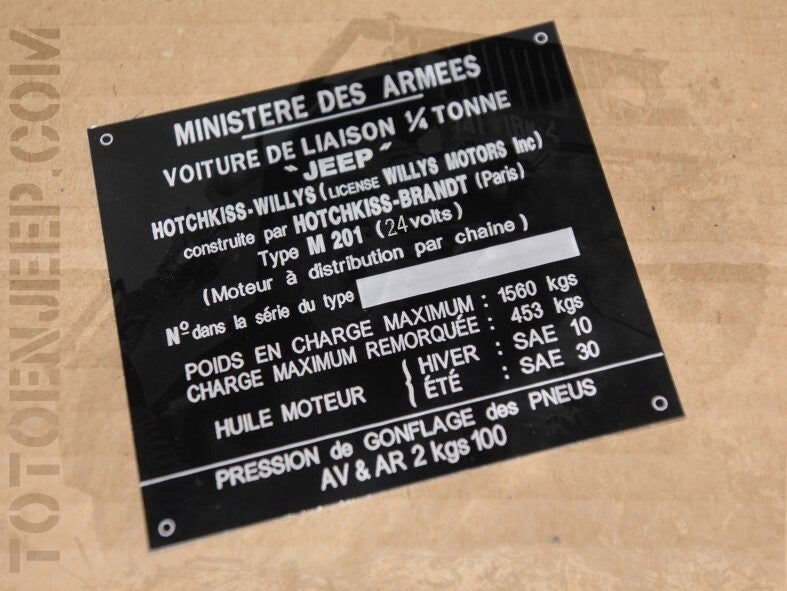 MINISTERE DES ARMEES
VOITURE DE LIAISON ¼ TONNE
"JEEP"
HOTCHKISS-WILLYS (LICENSE WILLYS MOTORS Inc)
construite par HOTCHKISS-BRANDT (Paris)
Type M 201 (24 volts)
(Moteur à distribution par chaine)
Nº dans la série du type
POIDS EN CHARGE MAXIMUM : 1560 kgs
CHARGE MAXIMUM REMORQUÉE : 453 kgs
HUILE MOTEUR { HIVER : SAE 10
ÉTÉ : SAE 30
PRESSION de GONFLAGE des PNEUS
AV & AR 2 kgs 100
TOTOENJEEP.COM